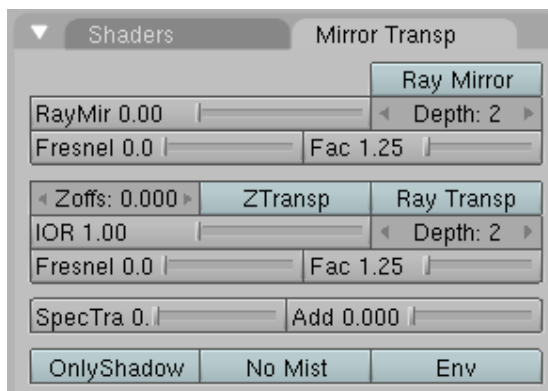 Shaders Mirror Transp
Ray Mirror
RayMir 0.00 Depth: 2
Fresnel 0.0 Fac 1.25
Zoffs: 0.000 ZTransp Ray Transp
IOR 1.00 Depth: 2
Fresnel 0.0 Fac 1.25
SpecTra 0. Add 0.000
OnlyShadow No Mist Env